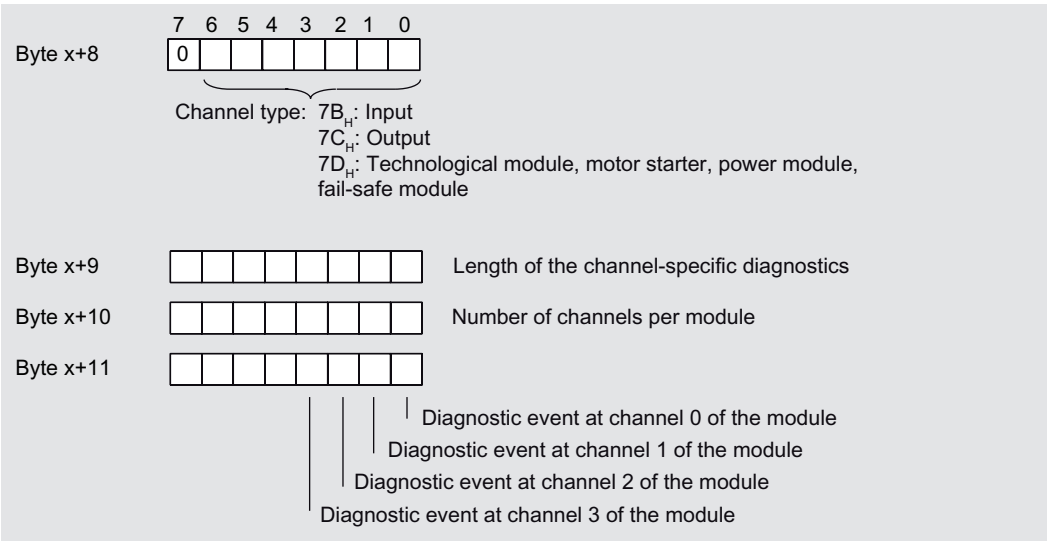 7 6 5 4 3 2 1 0
Byte x+8 0
Channel type: 7BH: Input
7CH: Output
7DH: Technological module, motor starter, power module,
fail-safe module
Byte x+9 Length of the channel-specific diagnostics
Byte x+10 Number of channels per module
Byte x+11
Diagnostic event at channel 0 of the module
Diagnostic event at channel 1 of the module
Diagnostic event at channel 2 of the module
Diagnostic event at channel 3 of the module